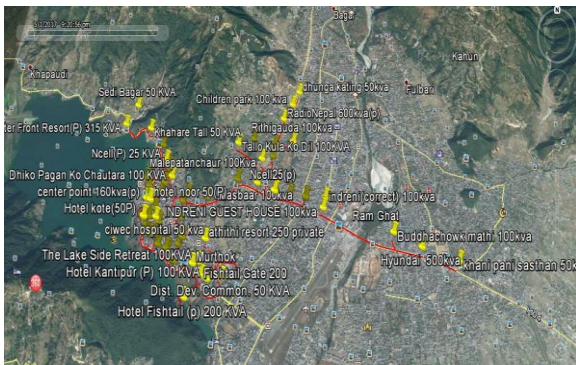 Bagar
Kahun
Khapaudi
Sedi Bagar 50 KVA
dhunga kating 50kva
Fulbari
Children park 100 kva
RadioNepal 600kva(p)
ter Front Resort(P) 315 KVA
Khahare Tall 50 KVA
Rithigauda 100kva
Tallo Kula Ko Dil 100KVA
Ncell(P) 25 KVA
Malepatanchaur 100kva
Dhiko Pagan Ko Chautara 100 KVA
Ncell25(p)
center point 160kva(p)
hotel noor 50(P)
asbaar 100kva
Indreni(correct) 100kva
Hotel kote(50P)
INDRENI GUEST HOUSE 100kva
Ram Ghat
ciwec hospital 50 kva
athithi resort 250 private
Buddhachowk mathi 100kva
The Lake Side Retreat 100KVA
Murthok
Hyundai 500kva
khani pani sasthan 50k
Hotel Kantipur (P) 100 KVA
Fishtail Gate 200
Dist. Dev. Common. 50 KVA
Hotel Fishtail (p) 200 KVA